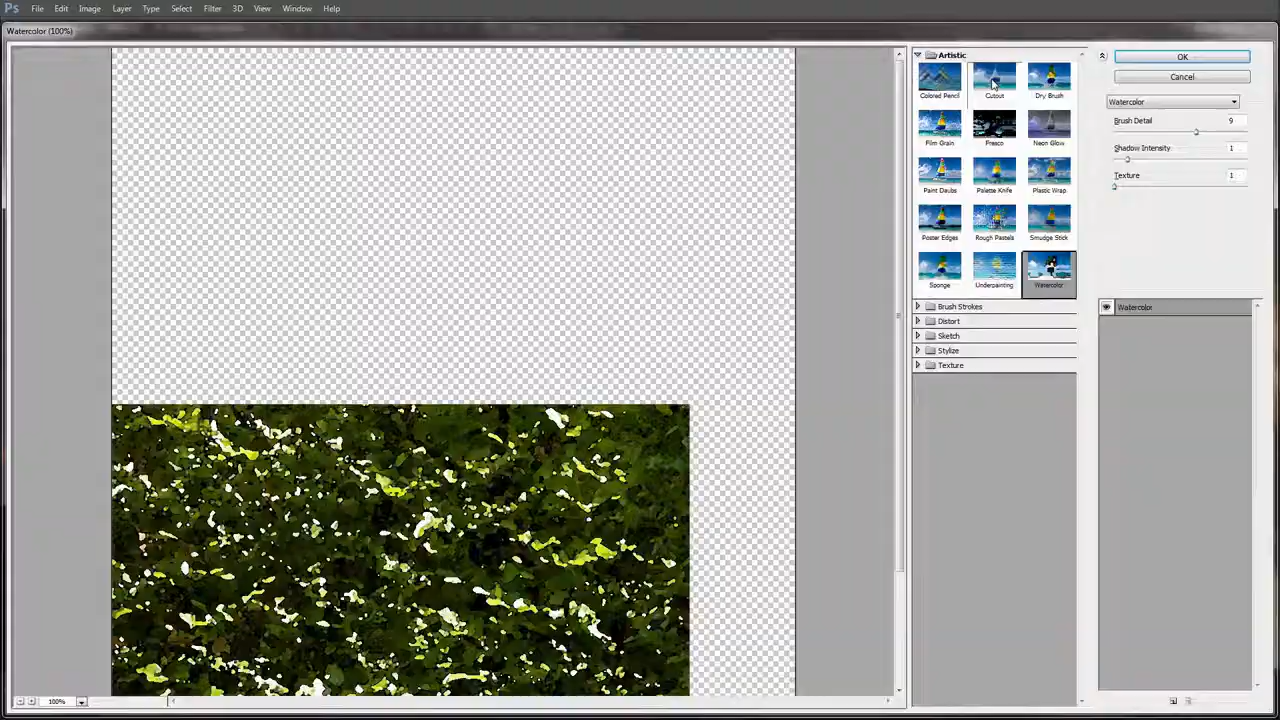 Ps File Edit Image Layer Type Select Filter 3D View Window Help
Watercolor (100%)
Artistic
Colored Pencil Cutout Dry Brush
Film Grain Fresco Neon Glow
Paint Daubs Palette Knife Plastic Wrap
Poster Edges Rough Pastels Smudge Stick
Sponge Underpainting Watercolor
Brush Strokes
Distort
Sketch
Stylize
Texture
OK
Cancel
Watercolor
Brush Detail 9
Shadow Intensity 1
Texture 1
Watercolor
100%